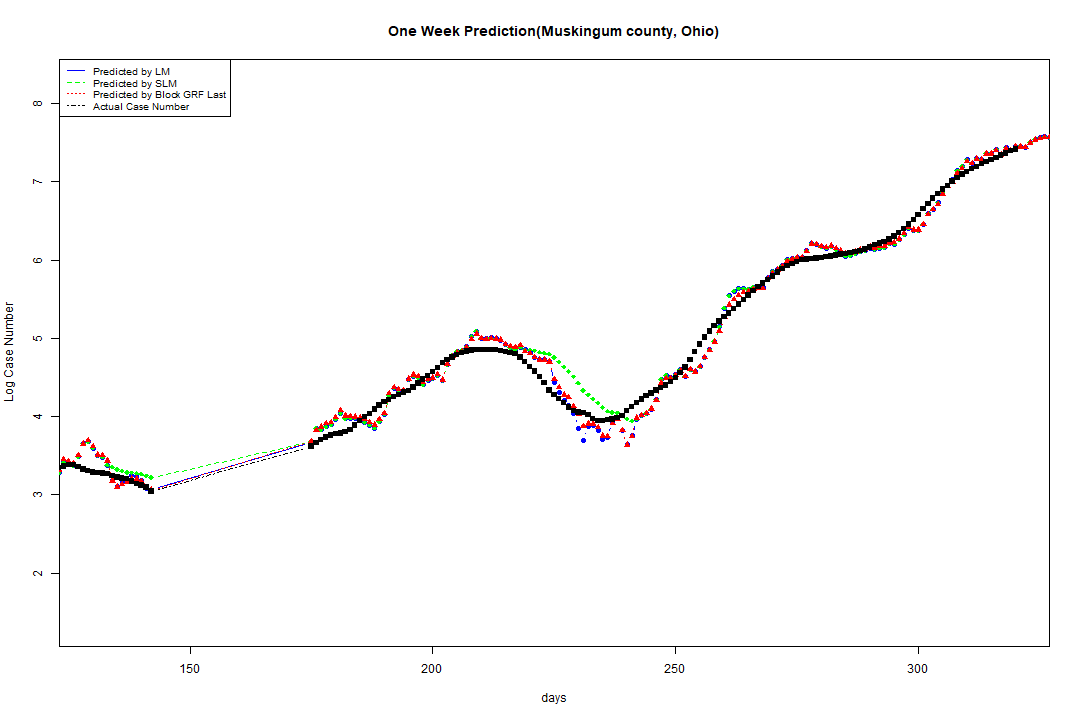 One Week Prediction(Muskingum county, Ohio)
Predicted by LM
Predicted by SLM
Predicted by Block GRF Last
Actual Case Number
8
7
6
5
4
3
2
Log Case Number
150 200 250 300
days